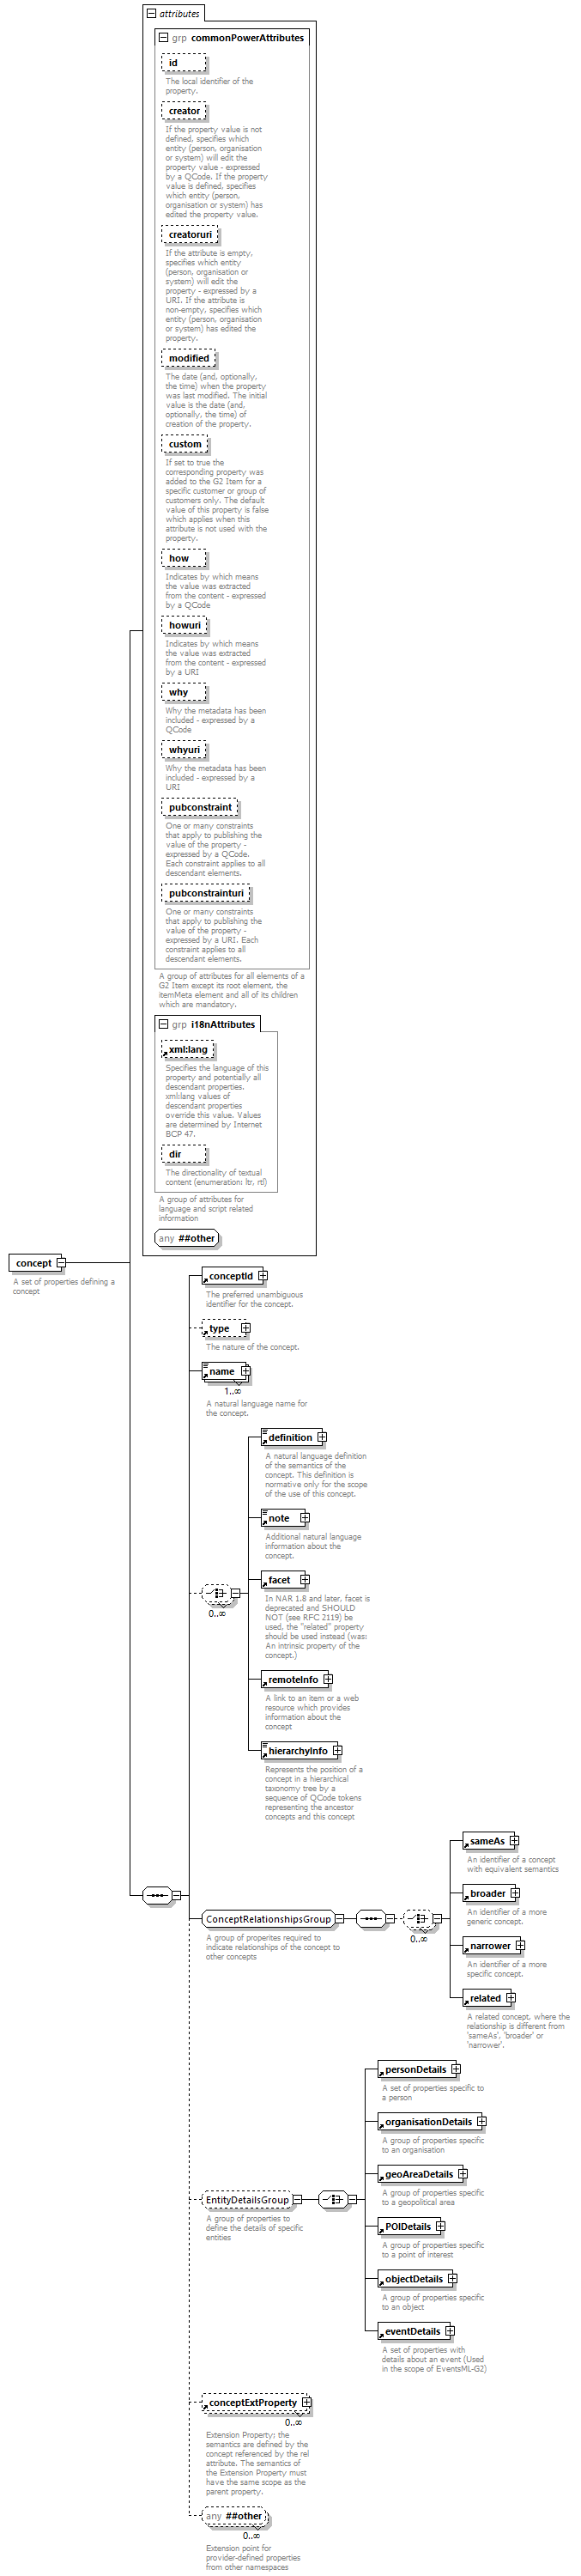 attributes
grp commonPowerAttributes
id
The local identifier of the
property.
creator
If the property value is not
defined, specifies which
entity (person, organisation
or system) will edit the
property value - expressed
by a QCode. If the property
value is defined, specifies
which entity (person,
organisation or system) has
edited the property value.
creatoruri
If the attribute is empty,
specifies which entity
(person, organisation or
system) will edit the
property - expressed by a
URI. If the attribute is
non-empty, specifies which
entity (person, organisation
or system) has edited the
property.
modified
The date (and, optionally,
the time) when the property
was last modified. The initial
value is the date (and,
optionally, the time) of
creation of the property.
custom
If set to true the
corresponding property was
added to the G2 Item for a
specific customer or group of
customers only. The default
value of this property is false
which applies when this
attribute is not used with the
property.
how
Indicates by which means
the value was extracted
from the content - expressed
by a QCode
howuri
Indicates by which means
the value was extracted
from the content - expressed
by a URI
why
Why the metadata has been
included - expressed by a
QCode
whyuri
Why the metadata has been
included - expressed by a
URI
pubconstraint
One or many constraints
that apply to publishing the
value of the property -
expressed by a QCode.
Each constraint applies to all
descendant elements.
pubconstrainturi
One or many constraints
that apply to publishing the
value of the property -
expressed by a URI. Each
constraint applies to all
descendant elements.
A group of attributes for all elements of a
G2 Item except its root element, the
itemMeta element and all of its children
which are mandatory.
grp i18nAttributes
xml:lang
Specifies the language of this
property and potentially all
descendant properties.
xml:lang values of
descendant properties
override this value. Values
are determined by Internet
BCP 47.
dir
The directionality of textual
content (enumeration: ltr, rtl)
A group of attributes for
language and script related
information
any ##other
concept
A set of properties defining a
concept
conceptId
The preferred unambiguous
identifier for the concept.
type
The nature of the concept.
name
1..∞
A natural language name for
the concept.
definition
A natural language definition
of the semantics of the
concept. This definition is
normative only for the scope
of the use of this concept.
note
Additional natural language
information about the
concept.
0..∞
facet
In NAR 1.8 and later, facet is
deprecated and SHOULD
NOT (see RFC 2119) be
used, the "related" property
should be used instead (was:
An intrinsic property of the
concept.)
remoteInfo
A link to an item or a web
resource which provides
information about the
concept
hierarchyInfo
Represents the position of a
concept in a hierarchical
taxonomy tree by a
sequence of QCode tokens
representing the ancestor
concepts and this concept
ConceptRelationshipsGroup
A group of properites required to
indicate relationships of the concept to
other concepts
0..∞
sameAs
An identifier of a concept
with equivalent semantics
broader
An identifier of a more
generic concept.
narrower
An identifier of a more
specific concept.
related
A related concept, where the
relationship is different from
'sameAs', 'broader' or
'narrower'.
EntityDetailsGroup
A group of properties to
define the details of specific
entities
personDetails
A set of properties specific to
a person
organisationDetails
A group of properties specific
to an organisation
geoAreaDetails
A group of properties specific
to a geopolitical area
POIDetails
A group of properties specific
to a point of interest
objectDetails
A group of properties specific
to an object
eventDetails
A set of properties with
details about an event (Used
in the scope of EventsML-G2)
conceptExtProperty
0..∞
Extension Property; the
semantics are defined by the
concept referenced by the rel
attribute. The semantics of
the Extension Property must
have the same scope as the
parent property.
any ##other
0..∞
Extension point for
provider-defined properties
from other namespaces